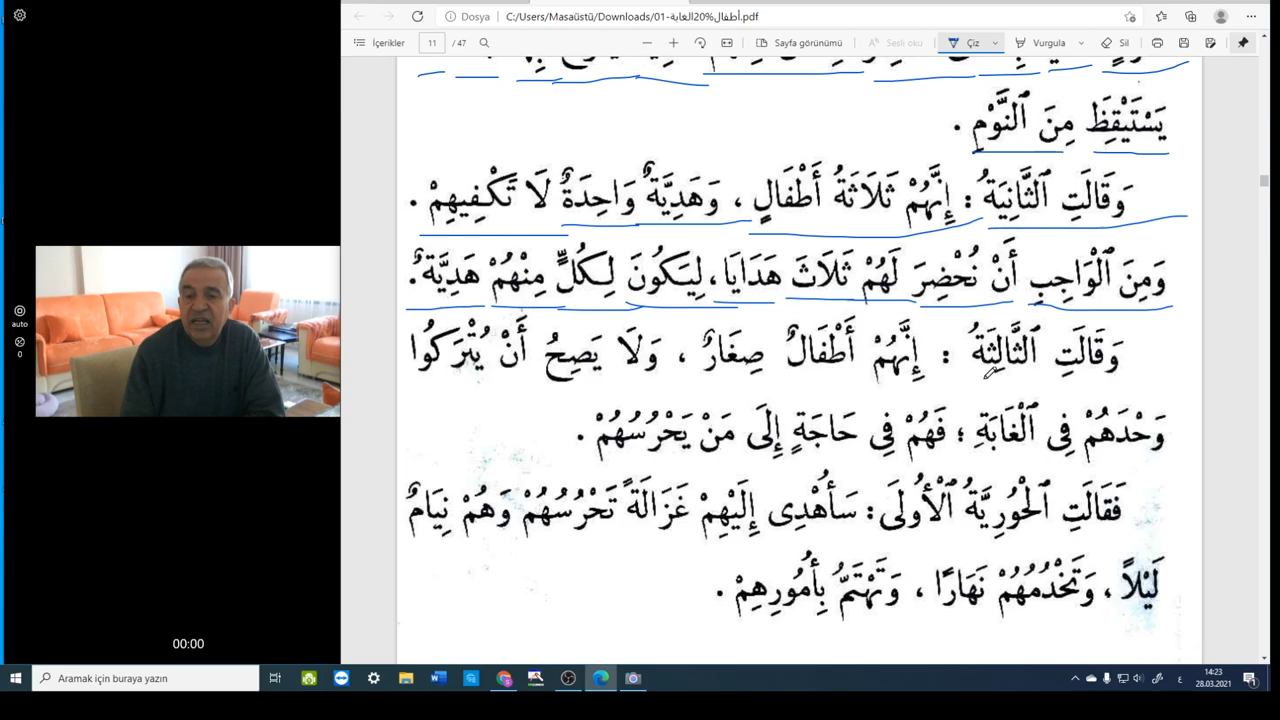 Dosya
C:/Users/Masaüstü/Downloads/01-أطفال%20الغابة.pdf
İçerikler
11 / 47
Sayfa görünümü
Sesli oku
Çiz
Vurgula
Sil
يَسْتَيْقِظَ مِنَ ٱلنَّوْمِ .
وَقَالَتِ ٱلثَّانِيَةُ : إِنَّهُمْ ثَلَاثَةُ أَطْفَالٍ ، وَهَدِيَّةٌ وَاحِدَةٌ لَا تَكْفِيهِمْ .
وَمِنَ ٱلْوَاجِبِ أَنْ نُحْضِرَ لَهُمْ ثَلَاثَ هَدَايَا، لِيَكُونَ لِكُلٍّ مِنْهُمْ هَدِيَّةٌ .
وَقَالَتِ ٱلثَّالِثَةُ : إِنَّهُمْ أَطْفَالٌ صِغَارٌ ، وَلَا يَصِحُّ أَنْ يُتْرَكُوا
وَحْدَهُمْ فِى ٱلْغَابَةِ ؛ فَهُمْ فِى حَاجَةٍ إِلَى مَنْ يَحْرُسُهُمْ .
فَقَالَتِ ٱلْحُورِيَّةُ ٱلْأُولَى : سَأُهْدِى إِلَيْهِمْ غَزَالَةً تَحْرُسُهُمْ وَهُمْ نِيَامٌ
لَيْلاً ، وَتَخْدُمُهُمْ نَهَارًا ، وَتَهْتَمُّ بِأُمُورِهِمْ .
auto
0
00:00
Aramak için buraya yazın
14:23
28.03.2021